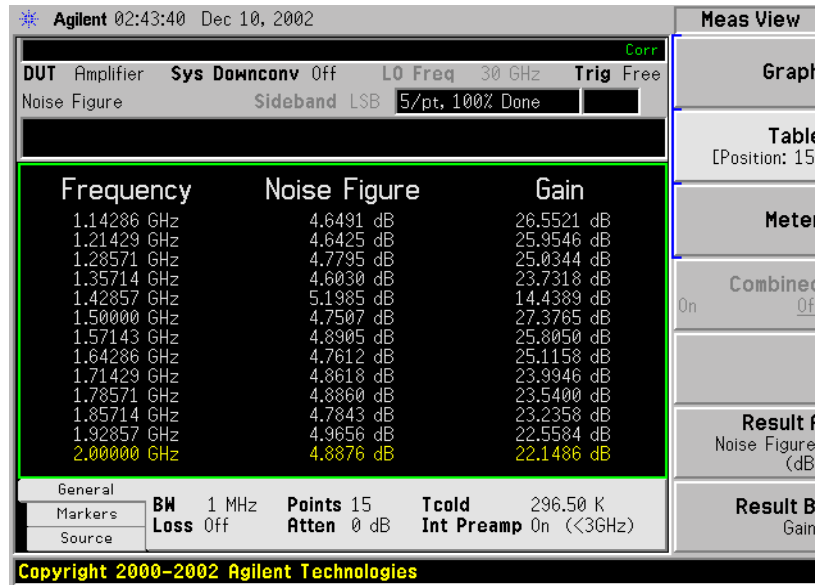 Agilent 02:43:40 Dec 10, 2002
Meas View
Corr
DUT Amplifier Sys Downconv Off LO Freq 30 GHz Trig Free
Noise Figure Sideband LSB 5/pt, 100% Done
Frequency Noise Figure Gain
1.14286 GHz 4.6491 dB 26.5521 dB
1.21429 GHz 4.6425 dB 25.9546 dB
1.28571 GHz 4.7795 dB 25.0344 dB
1.35714 GHz 4.6030 dB 23.7318 dB
1.42857 GHz 5.1985 dB 14.4389 dB
1.50000 GHz 4.7507 dB 27.3765 dB
1.57143 GHz 4.8905 dB 25.8050 dB
1.64286 GHz 4.7612 dB 25.1158 dB
1.71429 GHz 4.8618 dB 23.9946 dB
1.78571 GHz 4.8860 dB 23.5400 dB
1.85714 GHz 4.7843 dB 23.2358 dB
1.92857 GHz 4.9656 dB 22.5584 dB
2.00000 GHz 4.8876 dB 22.1486 dB
General
Markers
Source
BW 1 MHz Points 15 Tcold 296.50 K
Loss Off Atten 0 dB Int Preamp On (<3GHz)
Copyright 2000-2002 Agilent Technologies
Graph
Table
[Position: 15
Meter
Combined
On Of
Result A
Noise Figure
(dB
Result B
Gain